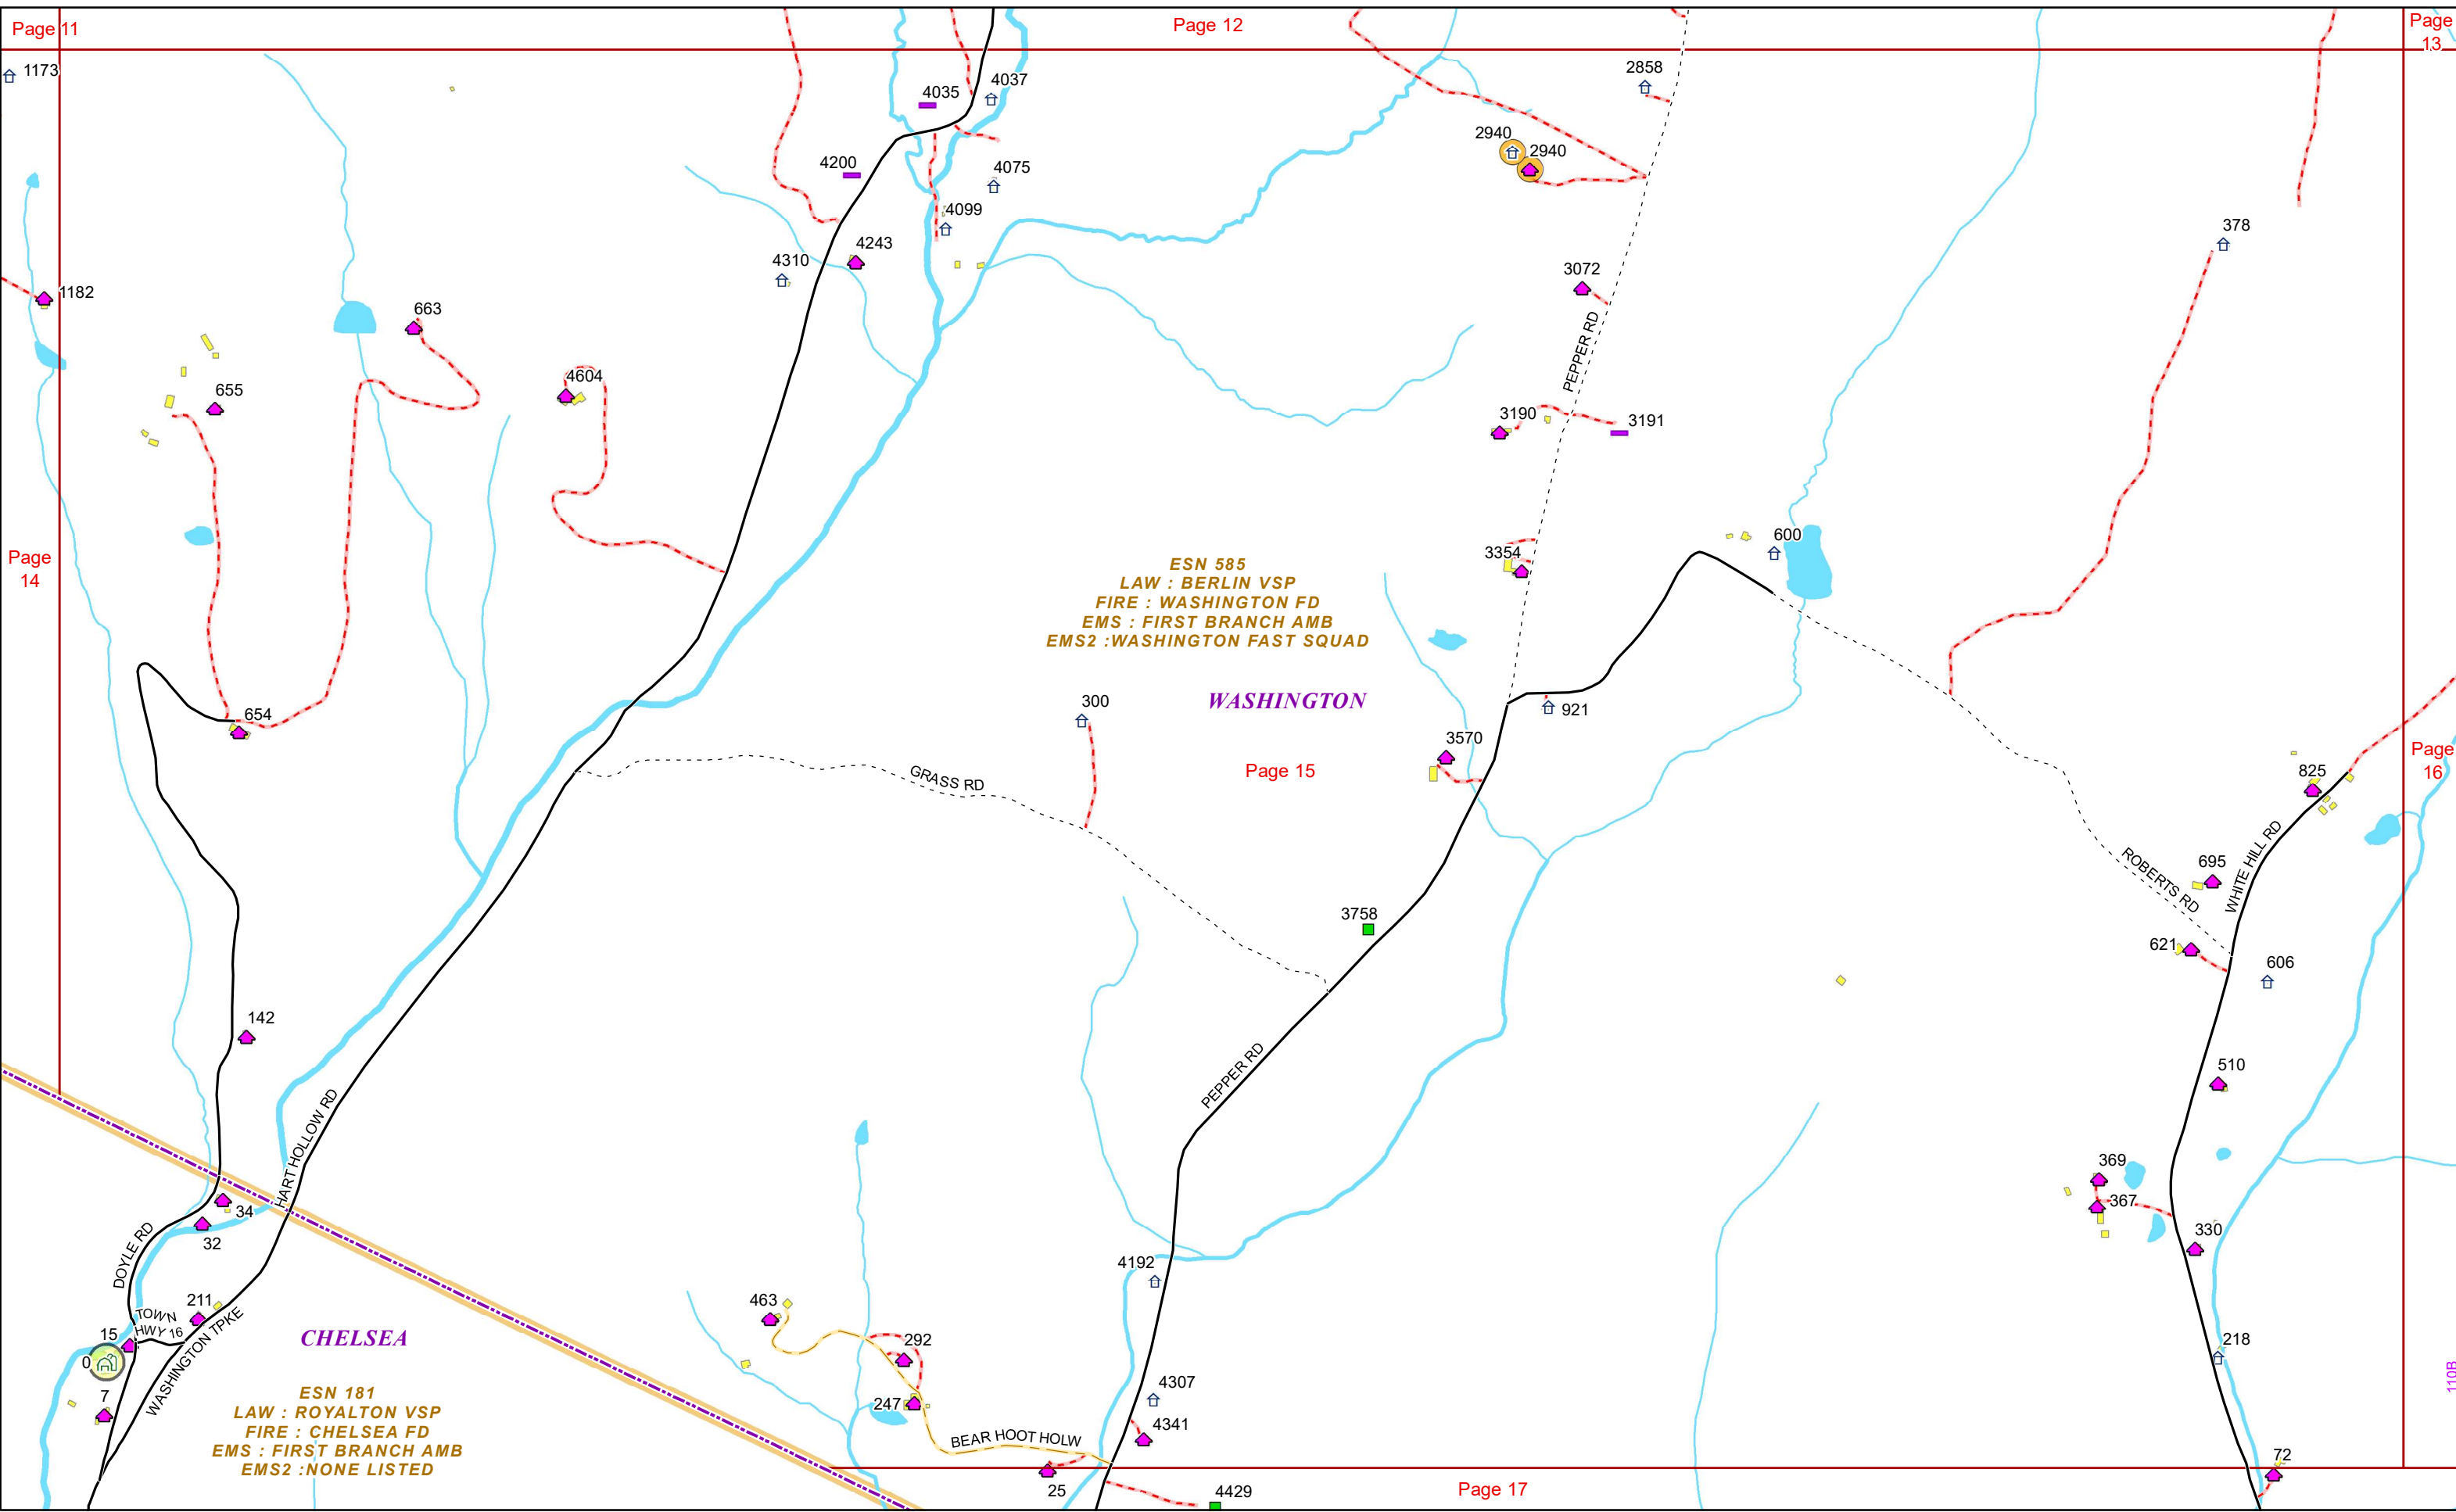 Page 11
Page 12
Page
13
1173
4035
4037
2858
2940
2940
4200
4075
4099
378
4243
4310
3072
1182
663
PEPPER RD
655
4604
3190
3191
600
Page
14
3354
ESN 585
LAW : BERLIN VSP
FIRE : WASHINGTON FD
EMS : FIRST BRANCH AMB
EMS2 :WASHINGTON FAST SQUAD
WASHINGTON
300
921
654
3570
Page 15
GRASS RD
Page
16
825
WHITE HILL RD
695
ROBERTS RD
3758
621
606
142
PEPPER RD
510
HART HOLLOW RD
369
367
34
32
330
DOYLE RD
4192
211
463
TOWN
HWY 16
15
WASHINGTON TPKE
CHELSEA
292
218
0
7
247
4307
110B
ESN 181
LAW : ROYALTON VSP
FIRE : CHELSEA FD
EMS : FIRST BRANCH AMB
EMS2 :NONE LISTED
4341
BEAR HOOT HOLW
72
25
4429
Page 17